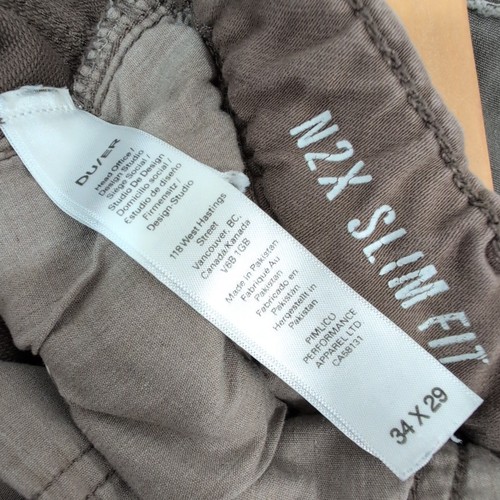 DU/ER
Head Office /
Design Studio
Siège Social /
Studio De Design
Domicilio social /
Estudio de diseño
Firmensitz /
Design Studio
118 West Hastings
Street
Vancouver, BC,
Canada/Kanada
V6B 1GB
Made in Pakistan
Fabrique Au
Pakistan
Fabricado en
Pakistan
Hergestellt in
Pakistan
PIMLICO
PERFORMANCE
APPAREL LTD
CA58131
34 X 29
N2X SLIM FIT